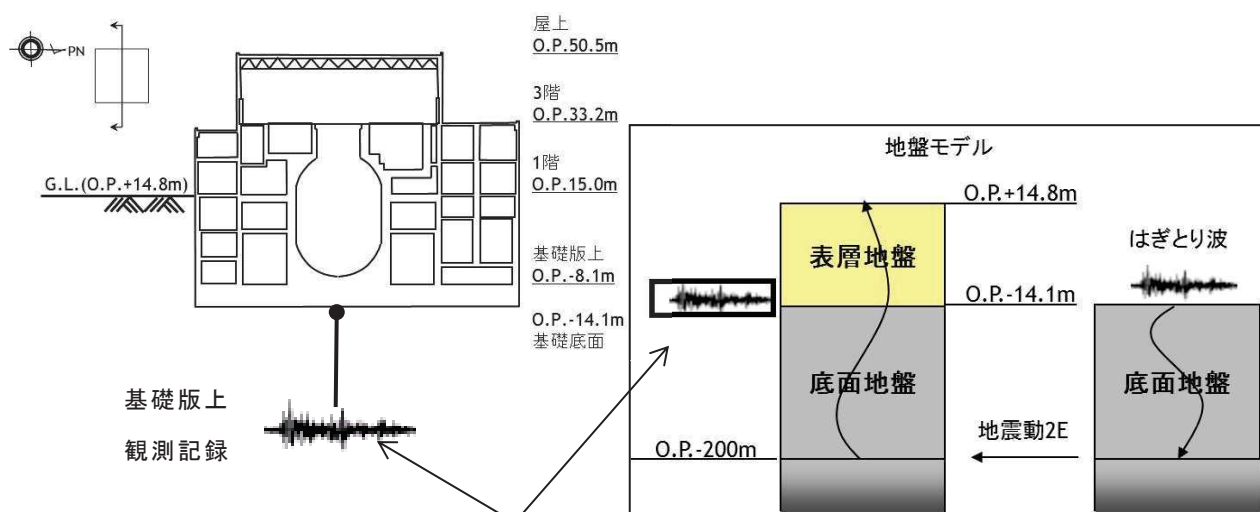 PN
屋上
O.P.50.5m
3階
O.P.33.2m
1階
O.P.15.0m
G.L.(O.P.+14.8m)
基礎版上
O.P.-8.1m
O.P.-14.1m
基礎底面
基礎版上
観測記録
地盤モデル
O.P.+14.8m
表層地盤
はぎとり波
O.P.-14.1m
底面地盤
底面地盤
地震動2E
O.P.-200m